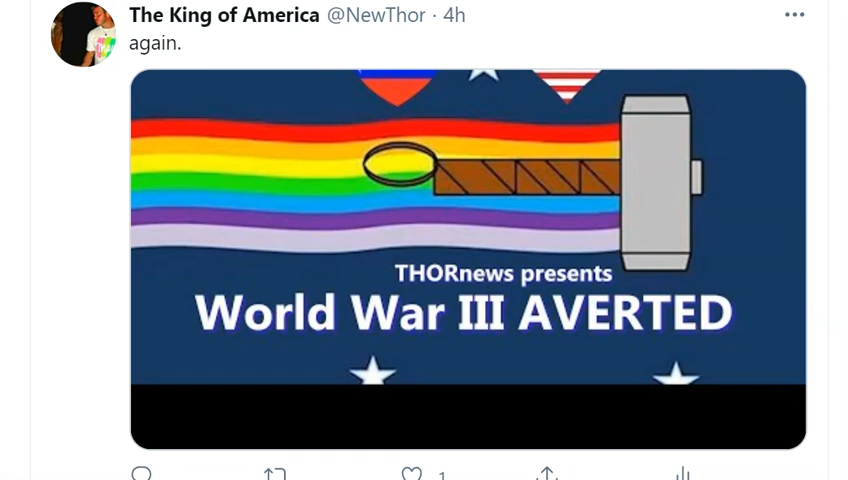 The King of America @NewThor · 4h
again.
THORnews presents
World War III AVERTED
1